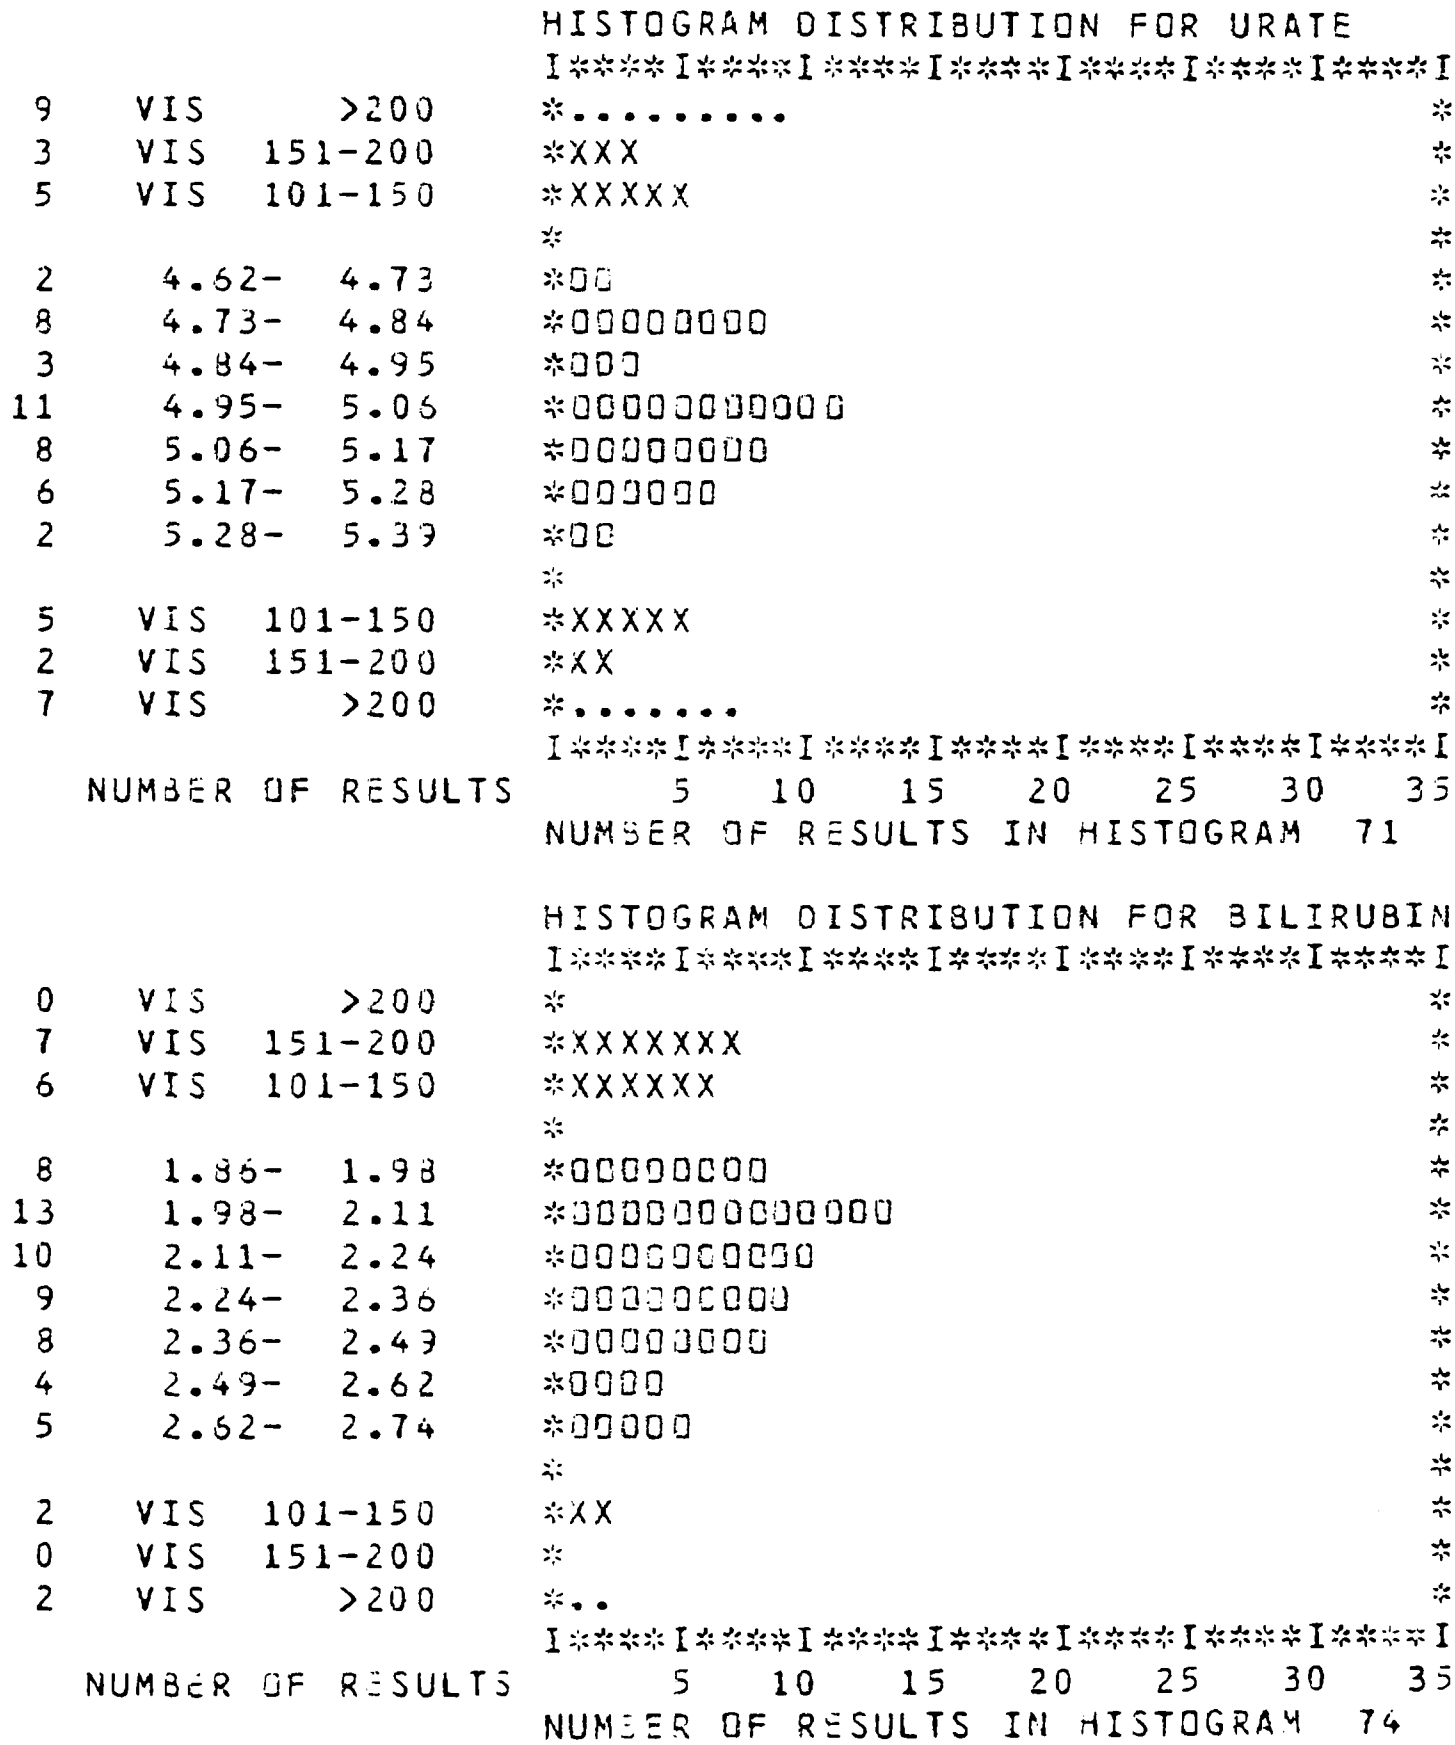 HISTOGRAM DISTRIBUTION FOR URATE
I****I****I****I****I****I****I****I
9 VIS >200 *......... *
3 VIS 151-200 *XXX *
5 VIS 101-150 *XXXXX *
* *
2 4.62- 4.73 *OO *
8 4.73- 4.84 *OOOOOOOO *
3 4.84- 4.95 *OOO *
11 4.95- 5.06 *OOOOOOOOOOO *
8 5.06- 5.17 *OOOOOOOO *
6 5.17- 5.28 *OOOOOO *
2 5.28- 5.39 *OO *
* *
5 VIS 101-150 *XXXXX *
2 VIS 151-200 *XX *
7 VIS >200 *....... *
I****I****I****I****I****I****I****I
NUMBER OF RESULTS 5 10 15 20 25 30 35
NUMBER OF RESULTS IN HISTOGRAM 71
HISTOGRAM DISTRIBUTION FOR BILIRUBIN
I****I****I****I****I****I****I****I
0 VIS >200 * *
7 VIS 151-200 *XXXXXXX *
6 VIS 101-150 *XXXXXX *
* *
8 1.86- 1.98 *OOOOOOOO *
13 1.98- 2.11 *OOOOOOOOOOOOO *
10 2.11- 2.24 *OOOOOOOOOO *
9 2.24- 2.36 *OOOOOOOOO *
8 2.36- 2.49 *OOOOOOOO *
4 2.49- 2.62 *OOOO *
5 2.62- 2.74 *OOOOO *
* *
2 VIS 101-150 *XX *
0 VIS 151-200 * *
2 VIS >200 *.. *
I****I****I****I****I****I****I****I
NUMBER OF RESULTS 5 10 15 20 25 30 35
NUMBER OF RESULTS IN HISTOGRAM 74